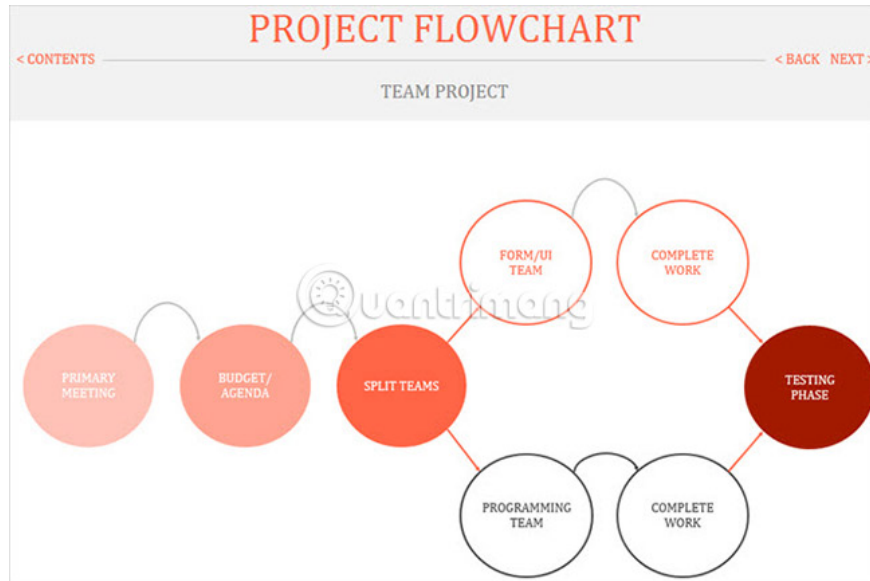 PROJECT FLOWCHART
< CONTENTS
< BACK NEXT >
TEAM PROJECT
FORM/UI
TEAM
COMPLETE
WORK
Quantrimang
PRIMARY
MEETING
BUDGET/
AGENDA
SPLIT TEAMS
TESTING
PHASE
PROGRAMMING
TEAM
COMPLETE
WORK